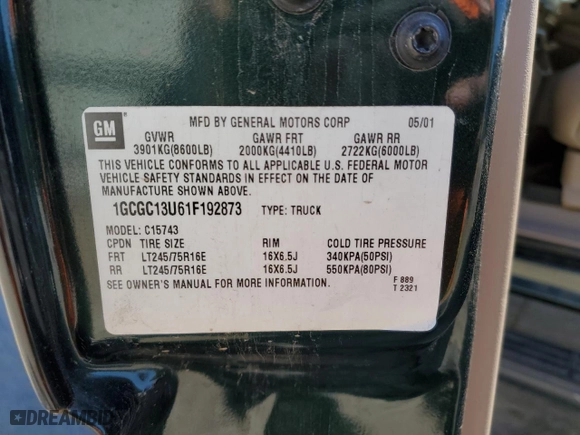 GM
MFD BY GENERAL MOTORS CORP 05/01
GVWR GAWR FRT GAWR RR
3901KG(8600LB) 2000KG(4410LB) 2722KG(6000LB)
THIS VEHICLE CONFORMS TO ALL APPLICABLE U.S. FEDERAL MOTOR
VEHICLE SAFETY STANDARDS IN EFFECT ON THE DATE OF
MANUFACTURE SHOWN ABOVE.
1GCGC13U61F192873 TYPE: TRUCK
MODEL: C15743
CPDN TIRE SIZE RIM COLD TIRE PRESSURE
FRT LT245/75R16E 16X6.5J 340KPA(50PSI)
RR LT245/75R16E 16X6.5J 550KPA(80PSI)
SEE OWNER'S MANUAL FOR MORE INFORMATION.
F 889
T 2321
DREAMBID